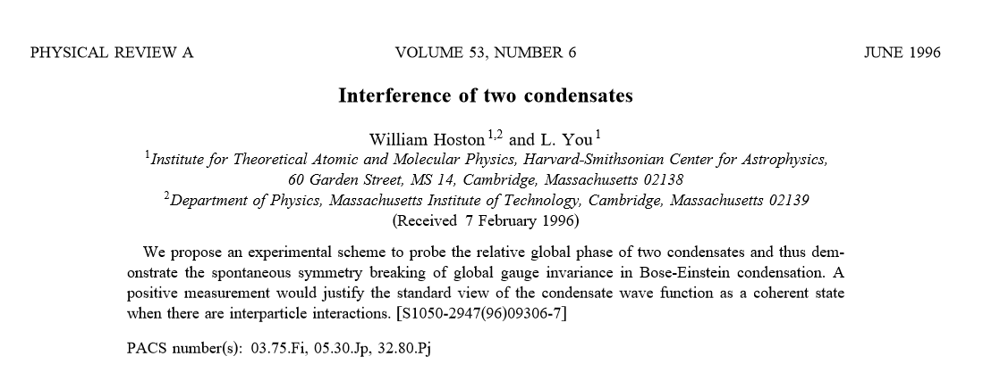 PHYSICAL REVIEW A VOLUME 53, NUMBER 6 JUNE 1996
Interference of two condensates
William Hoston 1,2 and L. You 1
1Institute for Theoretical Atomic and Molecular Physics, Harvard-Smithsonian Center for Astrophysics,
60 Garden Street, MS 14, Cambridge, Massachusetts 02138
2Department of Physics, Massachusetts Institute of Technology, Cambridge, Massachusetts 02139
(Received 7 February 1996)
We propose an experimental scheme to probe the relative global phase of two condensates and thus dem-
onstrate the spontaneous symmetry breaking of global gauge invariance in Bose-Einstein condensation. A
positive measurement would justify the standard view of the condensate wave function as a coherent state
when there are interparticle interactions. [S1050-2947(96)09306-7]
PACS number(s): 03.75.Fi, 05.30.Jp, 32.80.Pj